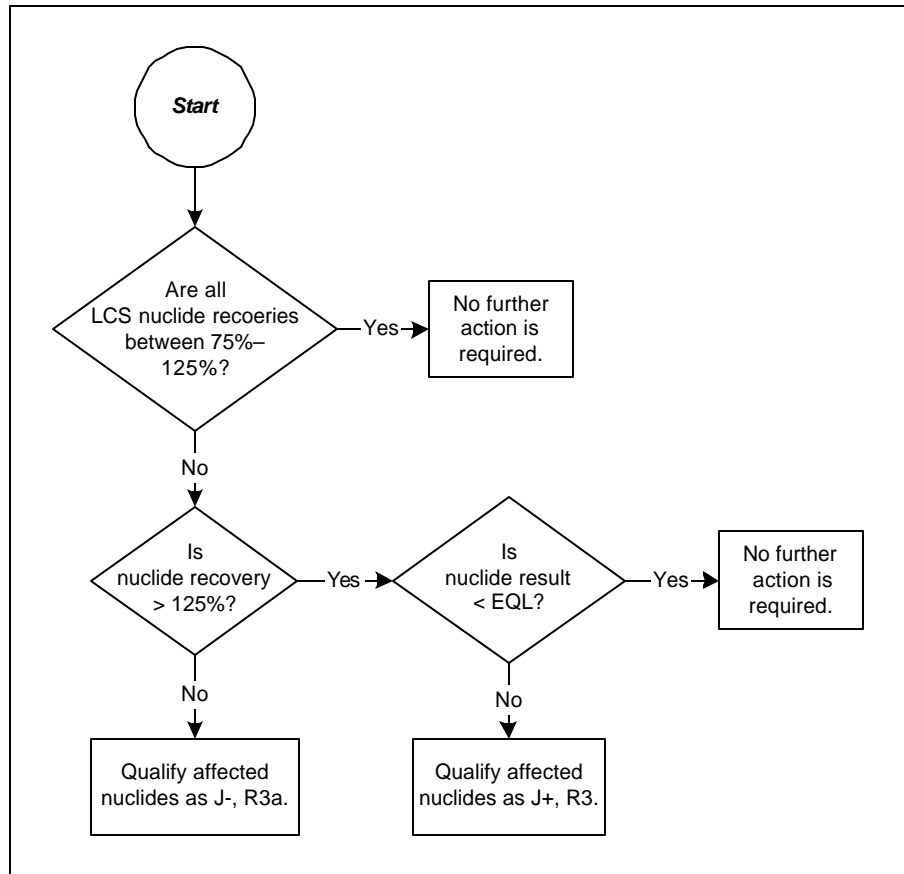 Start
Are all
LCS nuclide recoeries
between 75%–
125%?
Yes
No further
action is
required.
No
Is
nuclide recovery
> 125%?
Yes
Is
nuclide result
< EQL?
Yes
No further
action is
required.
No
No
Qualify affected
nuclides as J-, R3a.
Qualify affected
nuclides as J+, R3.